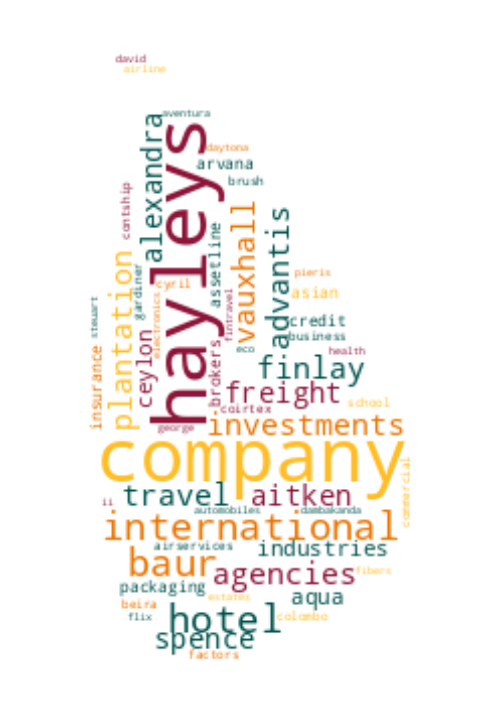 david
airline
aventura
alexandra
hayleys
daytona
arvana
brush
contship
vauxhall
advantis
assetline
plantation
gardiner
cyril
electronics
pieris
asian
fintravel
steuart
credit
business
ceylon
brokers
eco
health
insurance
finlay
freight
school
coirtex
george
investments
company
commercial
travel
aitken
ii
automobiles
dambakanda
international
airservices
industries
baur
agencies
fibers
packaging
estates
aqua
beira
flix
hotel
colombo
spence
factors